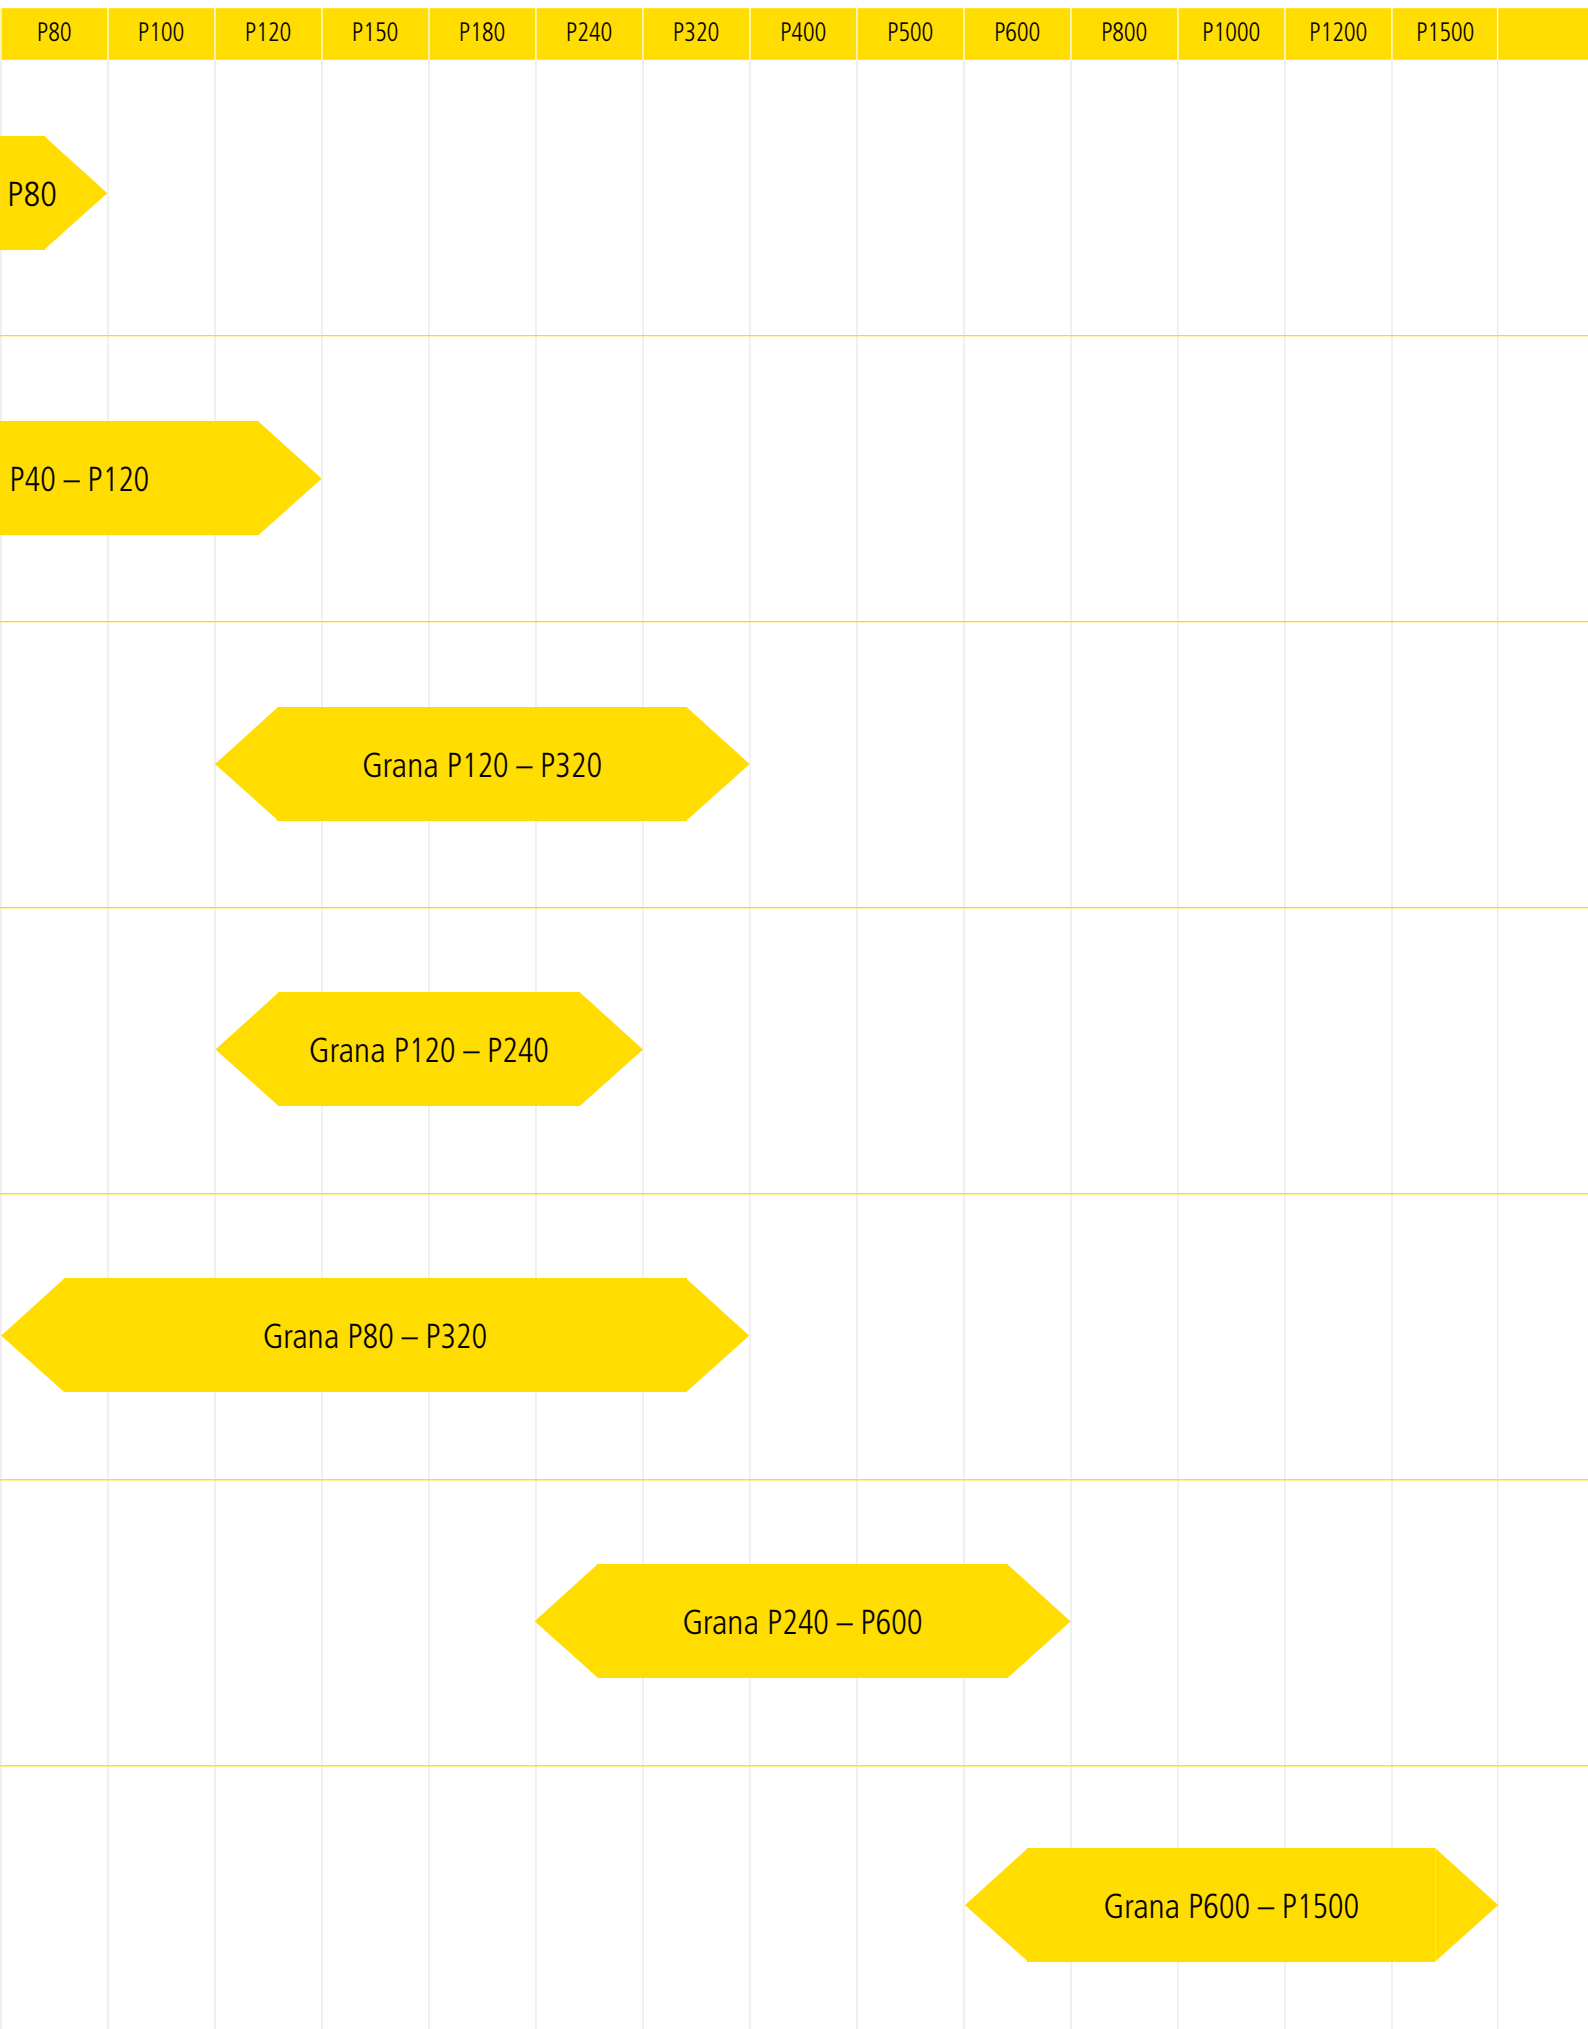 P80 P100 P120 P150 P180 P240 P320 P400 P500 P600 P800 P1000 P1200 P1500
P80
P40 – P120
Grana P120 – P320
Grana P120 – P240
Grana P80 – P320
Grana P240 – P600
Grana P600 – P1500